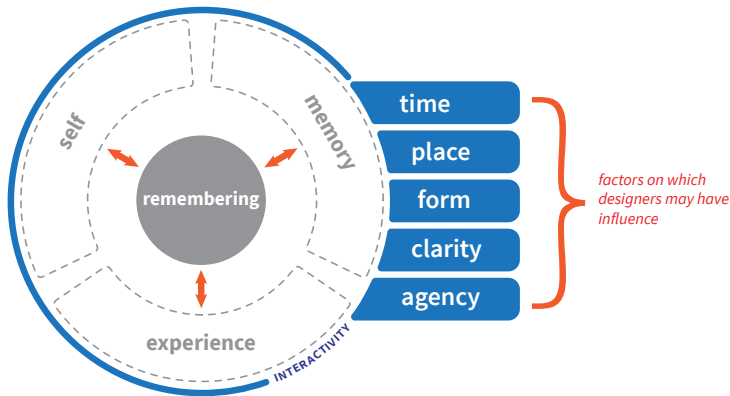 self
memory
remembering
experience
INTERACTIVITY
time
place
form
clarity
agency
factors on which
designers may have
influence